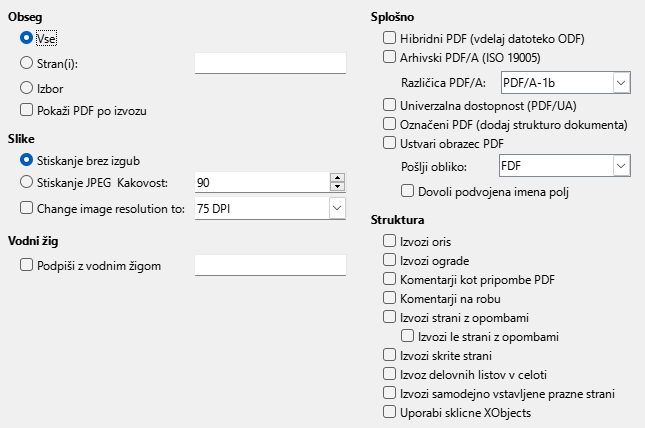 Obseg
Vse
Stran(i):
Izbor
Pokaži PDF po izvozu
Slike
Stiskanje brez izgub
Stiskanje JPEG Kakovost: 90
Change image resolution to: 75 DPI
Vodni žig
Podpiši z vodnim žigom
Splošno
Hibridni PDF (vdelaj datoteko ODF)
Arhivski PDF/A (ISO 19005)
Različica PDF/A: PDF/A-1b
Univerzalna dostopnost (PDF/UA)
Označeni PDF (dodaj strukturo dokumenta)
Ustvari obrazec PDF
Pošlji obliko: FDF
Dovoli podvojena imena polj
Struktura
Izvozi oris
Izvozi ograde
Komentarji kot pripombe PDF
Komentarji na robu
Izvozi strani z opombami
Izvozi le strani z opombami
Izvozi skrite strani
Izvoz delovnih listov v celoti
Izvozi samodejno vstavljene prazne strani
Uporabi sklicne XObjects